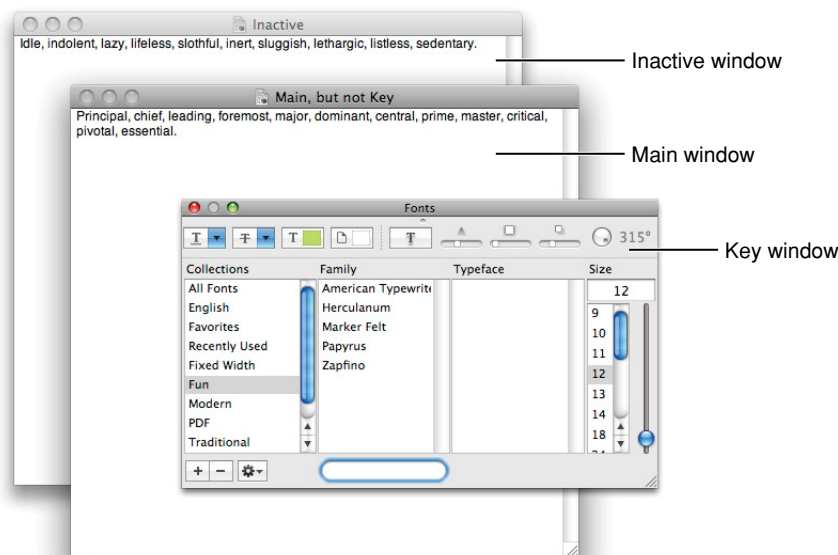 Inactive
Idle, indolent, lazy, lifeless, slothful, inert, sluggish, lethargic, listless, sedentary.
Inactive window
Main, but not Key
Principal, chief, leading, foremost, major, dominant, central, prime, master, critical,
pivotal, essential.
Main window
Fonts
T T T T 315°
Key window
Collections Family Typeface Size
All Fonts American Typewrite 12
English Herculanum 9
Favorites Marker Felt 10
Recently Used Papyrus 11
Fixed Width Zapfino 12
Fun 13
Modern 14
PDF 18
Traditional